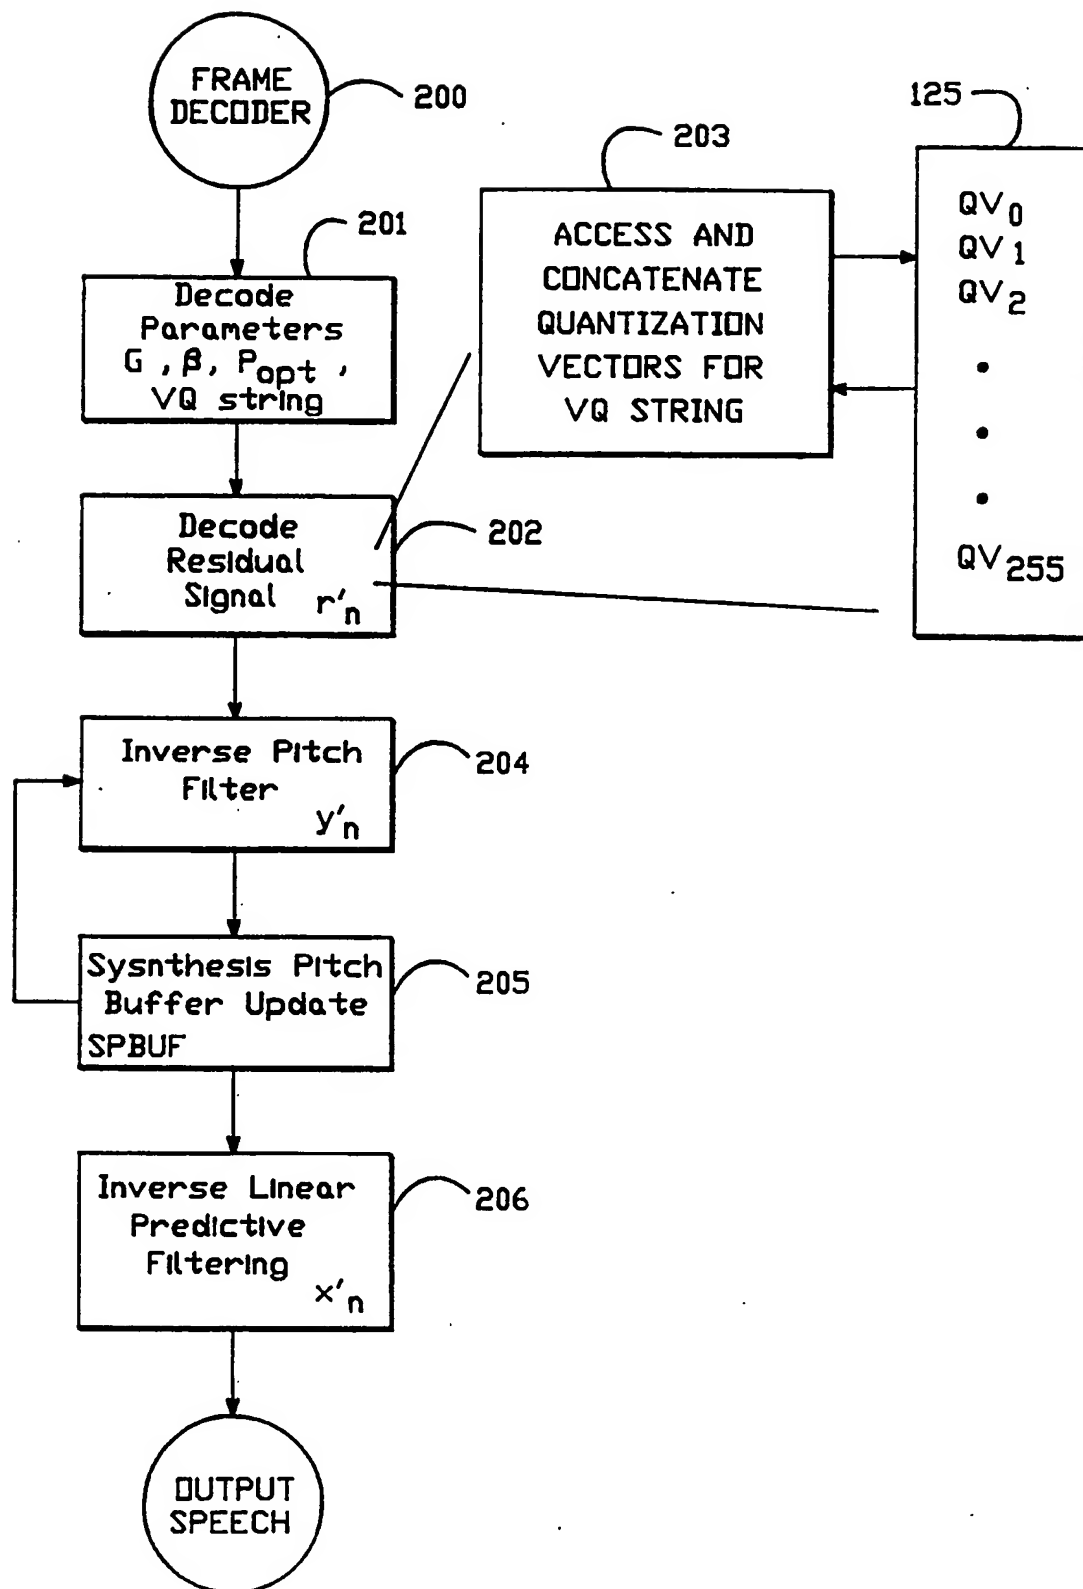 FRAME
DECODER
200
201
Decode
Parameters
G , β, Popt ,
VQ string
203
ACCESS AND
CONCATENATE
QUANTIZATION
VECTORS FOR
VQ STRING
125
QV0
QV1
QV2
QV255
Decode
Residual
Signal r'n
202
Inverse Pitch
Filter
y'n
204
Sysnthesis Pitch
Buffer Update
SPBUF
205
Inverse Linear
Predictive
Filtering
x'n
206
OUTPUT
SPEECH